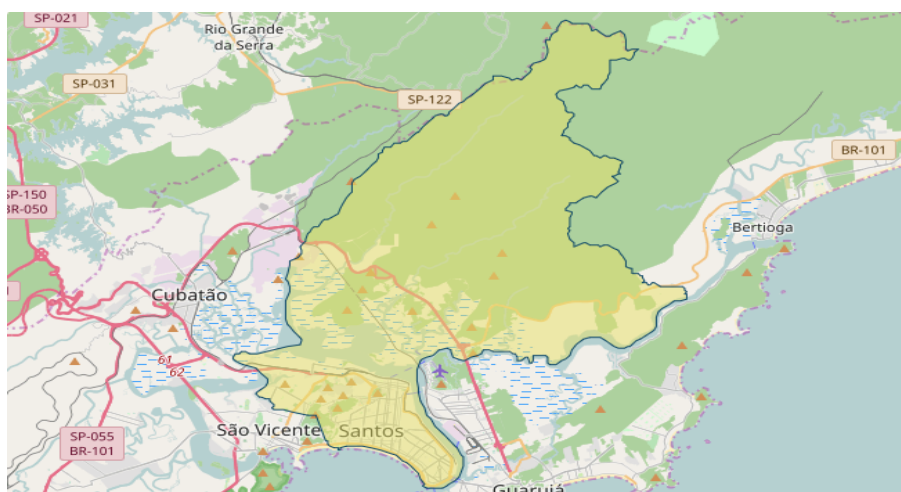 SP-021
Rio Grande
da Serra
SP-031
SP-122
BR-101
SP-150
BR-050
Bertioga
Cubatão
61
62
São Vicente
Santos
SP-055
BR-101
Guarujá